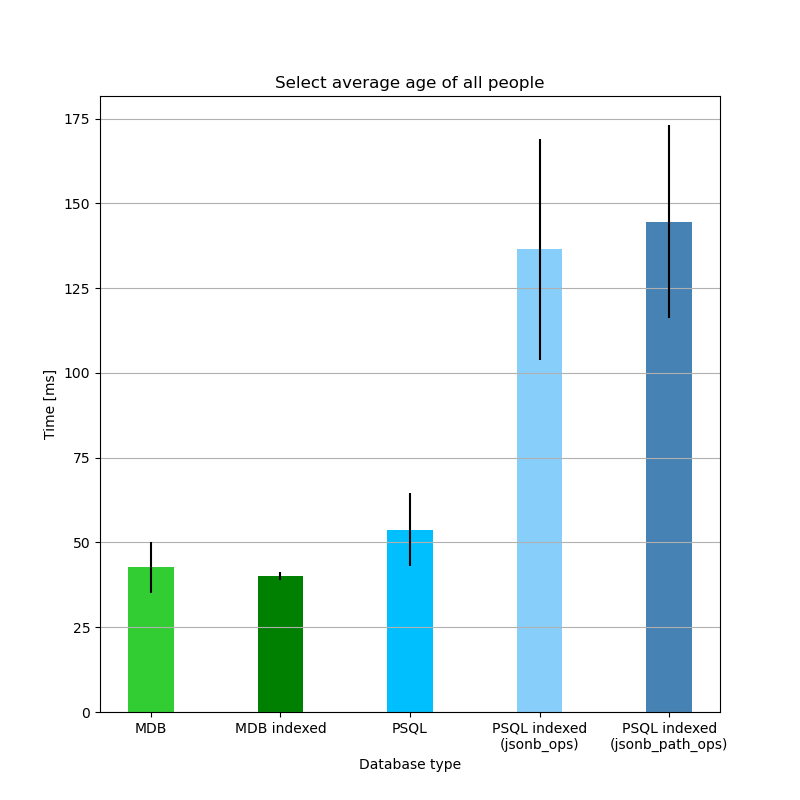 Select average age of all people
175
150
125
100
75
50
25
0
Time [ms]
MDB
MDB indexed
PSQL
PSQL indexed
(jsonb_ops)
PSQL indexed
(jsonb_path_ops)
Database type